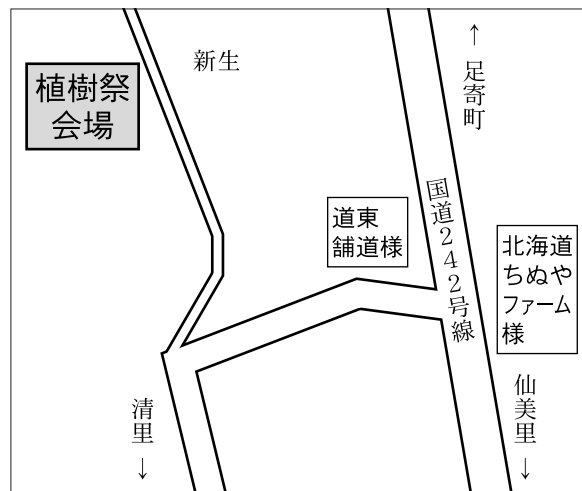 植樹祭
会場
新生
↑ 足寄町
国道242号線
道東
舗道様
北海道
ちぬや
ファーム
様
清里 ↓
仙美里 ↓